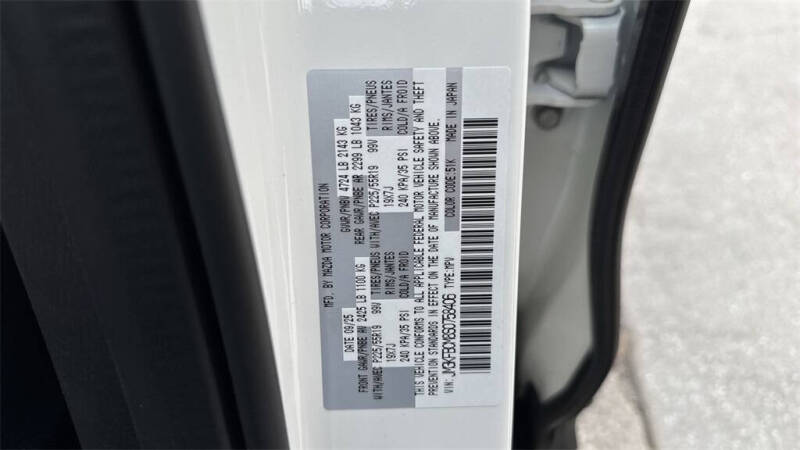 MFD. BY MAZDA MOTOR CORPORATION
DATE 09/25 GVWR/PNBV 4724 LB 2143 KG
FRONT GAWR/PNBE AV 2425 LB 1100 KG REAR GAWR/PNBE AR 2299 LB 1043 KG
WITH/AVEC P225/55R19 99V TIRES/PNEUS WITH/AVEC P225/55R19 99V TIRES/PNEUS
19X7J RIMS/JANTES 19X7J RIMS/JANTES
240 KPA/35 PSI COLD/A FROID 240 KPA/35 PSI COLD/A FROID
THIS VEHICLE CONFORMS TO ALL APPLICABLE FEDERAL MOTOR VEHICLE SAFETY AND THEFT
PREVENTION STANDARDS IN EFFECT ON THE DATE OF MANUFACTURE SHOWN ABOVE.
VIN: TYPE:MPV COLOR CODE:51K MADE IN JAPAN